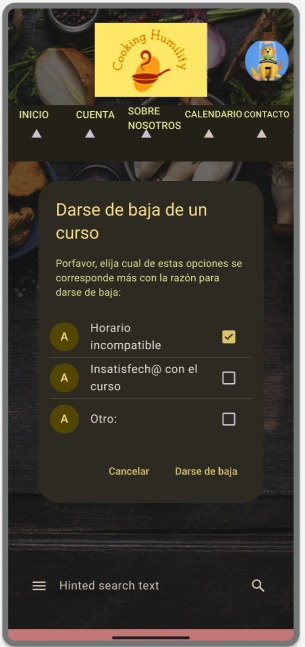 Cooking Humility
INICIO
CUENTA
SOBRE
NOSOTROS
CALENDARIO
CONTACTO
Darse de baja de un
curso
Porfavor, elija cual de estas opciones se
corresponde más con la razón para
darse de baja:
A
Horario
incompatible
A
Insatisfech@ con el
curso
A
Otro:
Cancelar
Darse de baja
Hinted search text